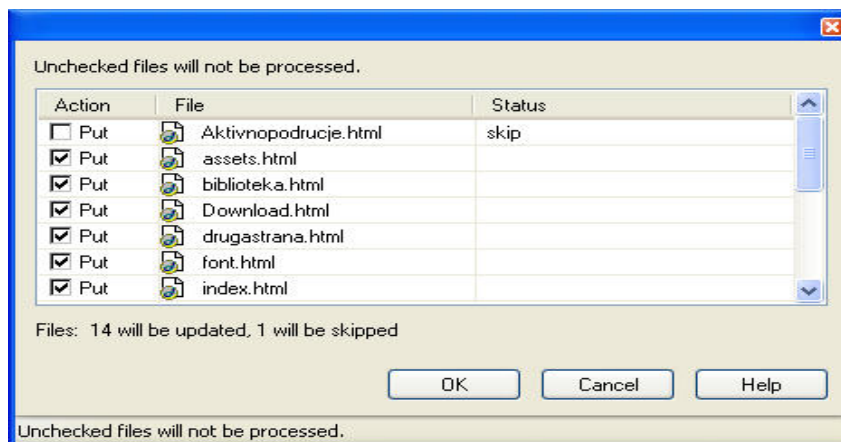 Unchecked files will not be processed.
Action File Status
Put Aktivnopodrucje.html skip
Put assets.html
Put biblioteka.html
Put Download.html
Put drugastrana.html
Put font.html
Put index.html
Files: 14 will be updated, 1 will be skipped
OK Cancel Help
Unchecked files will not be processed.